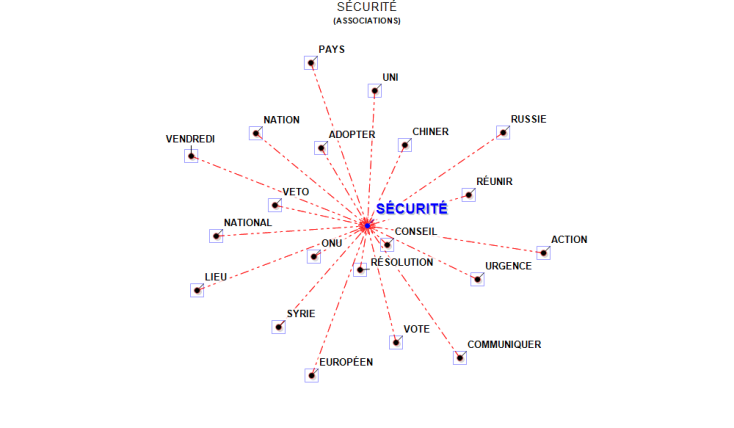 SÉCURITÉ
(ASSOCIATIONS)
PAYS
UNI
NATION
ADOPTER
CHINER
RUSSIE
VENDREDI
RÉUNIR
VETO
SÉCURITÉ
NATIONAL
CONSEIL
ONU
ACTION
RÉSOLUTION
URGENCE
LIEU
SYRIE
VOTE
COMMUNIQUER
EUROPÉEN